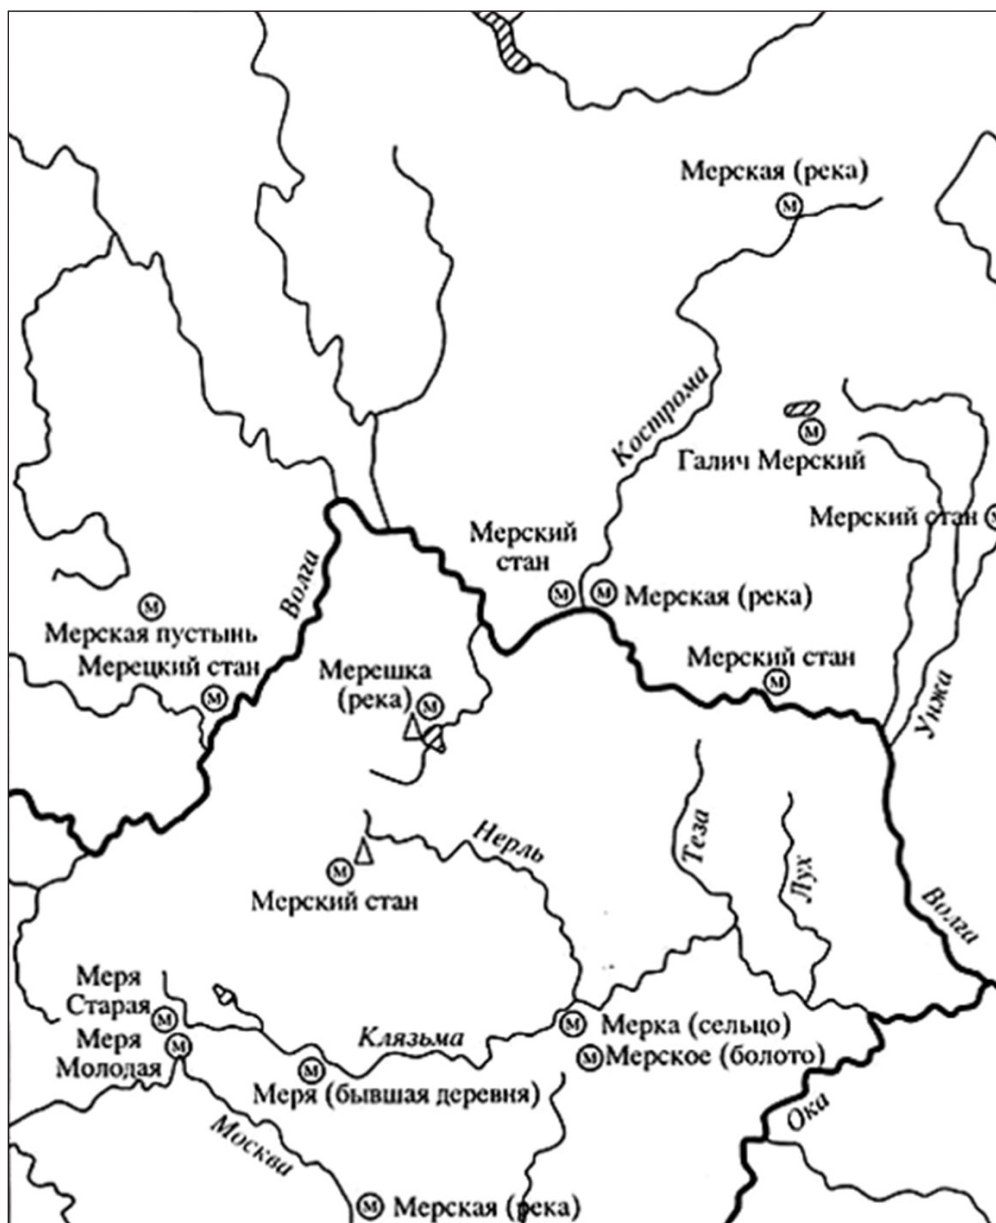 Мерская (река)
М
Кострома
М
Галич Мерский
Мерский стан
М
Мерский
стан
М
М
Мерская (река)
Волга
М
Мерская пустынь
Мерецкий стан
М
Мерешка
(река)
М
Мерский стан
М
Унжа
Нерль
Теза
Лух
М
Мерский стан
Волга
Меря
Старая
М
Меря
Молодая
М
Клязьма
М
Мерка (сельцо)
М
Мерское (болото)
М
Меря (бывшая деревня)
Москва
Ока
М
Мерская (река)